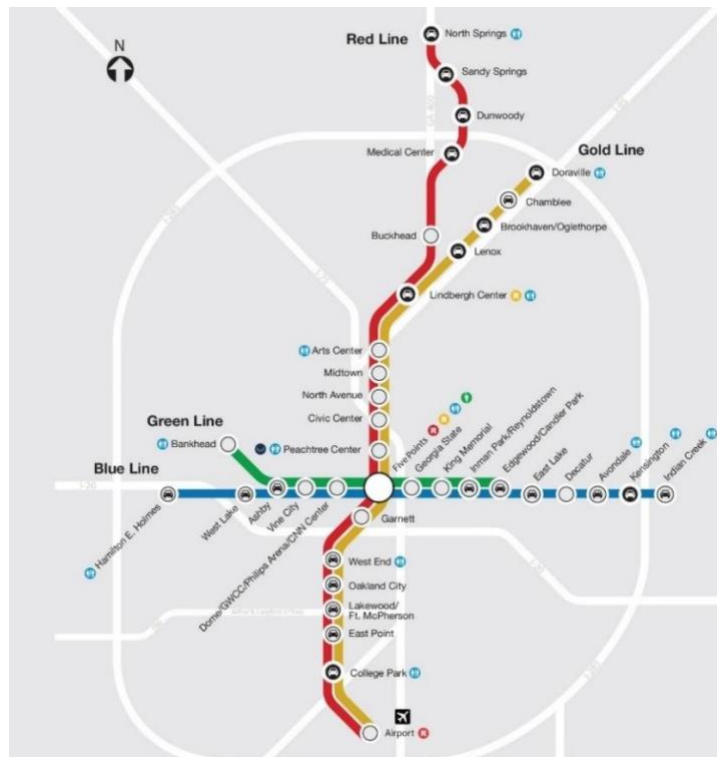 N
Red Line
North Springs
Sandy Springs
Dunwoody
Medical Center
Gold Line
Doraville
Chamblee
Brookhaven/Oglethorpe
Buckhead
Lenox
Lindbergh Center
Arts Center
Midtown
North Avenue
Civic Center
Peachtree Center
Green Line
Bankhead
Blue Line
Hamilton E. Holmes
West Lake
Ashby
Vine City
Dome/GWCC/Philips Arena/CNN Center
Five Points
Georgia State
King Memorial
Inman Park/Reynoldstown
Edgewood/Candler Park
East Lake
Decatur
Avondale
Kensington
Indian Creek
Garnett
West End
Oakland City
Lakewood/
Ft. McPherson
East Point
College Park
Airport